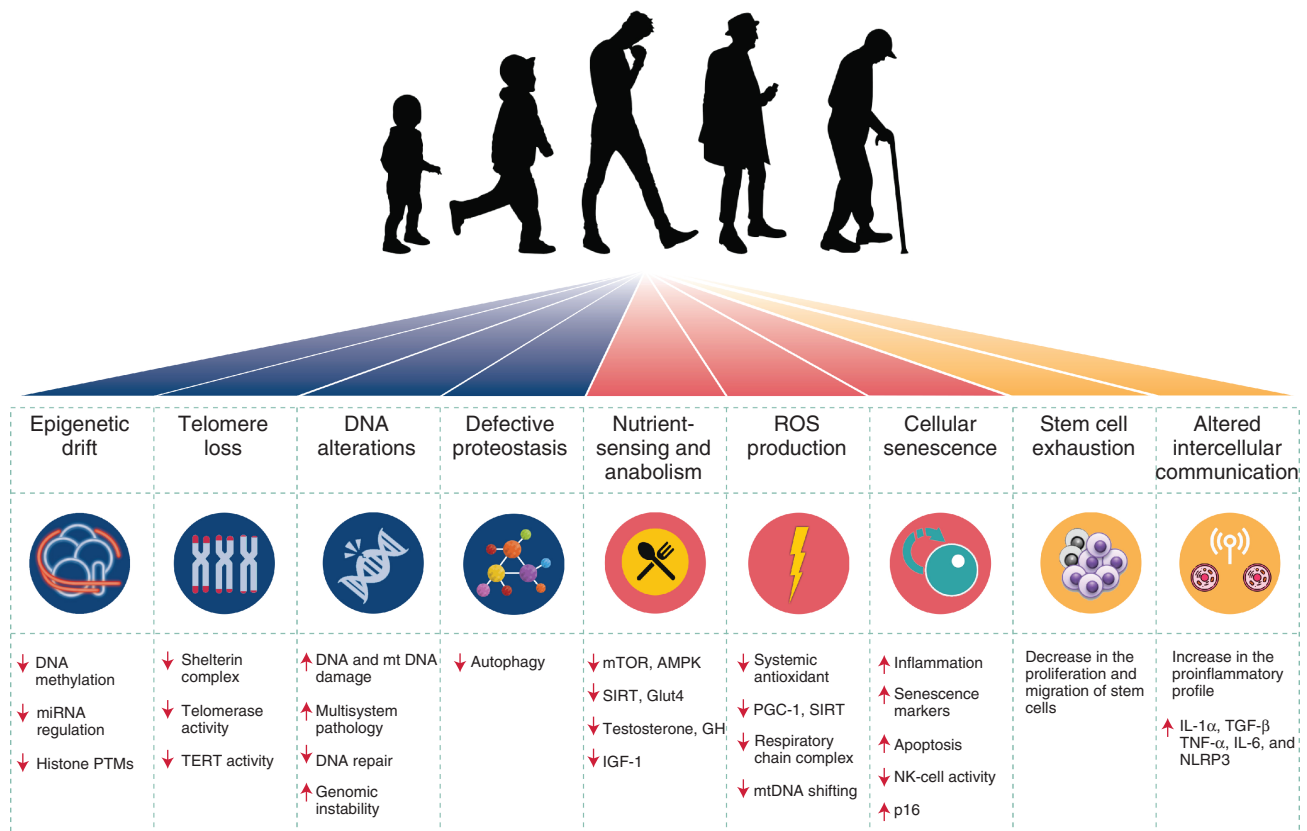 Epigenetic
drift
Telomere
loss
DNA
alterations
Defective
proteostasis
Nutrient-
sensing and
anabolism
ROS
production
Cellular
senescence
Stem cell
exhaustion
Altered
intercellular
communication
↓ DNA
methylation
↓ miRNA
regulation
↓ Histone PTMs
↓ Shelterin
complex
↓ Telomerase
activity
↓ TERT activity
↑ DNA and mt DNA
damage
↑ Multisystem
pathology
↓ DNA repair
↑ Genomic
instability
↓ Autophagy
↓ mTOR, AMPK
↓ SIRT, Glut4
↓ Testosterone, GH
↓ IGF-1
↓ Systemic
antioxidant
↓ PGC-1, SIRT
↓ Respiratory
chain complex
↓ mtDNA shifting
↑ Inflammation
↑ Senescence
markers
↑ Apoptosis
↓ NK-cell activity
↑ p16
Decrease in the
proliferation and
migration of stem
cells
Increase in the
proinflammatory
profile
↑ IL-1α, TGF-β
TNF-α, IL-6, and
NLRP3